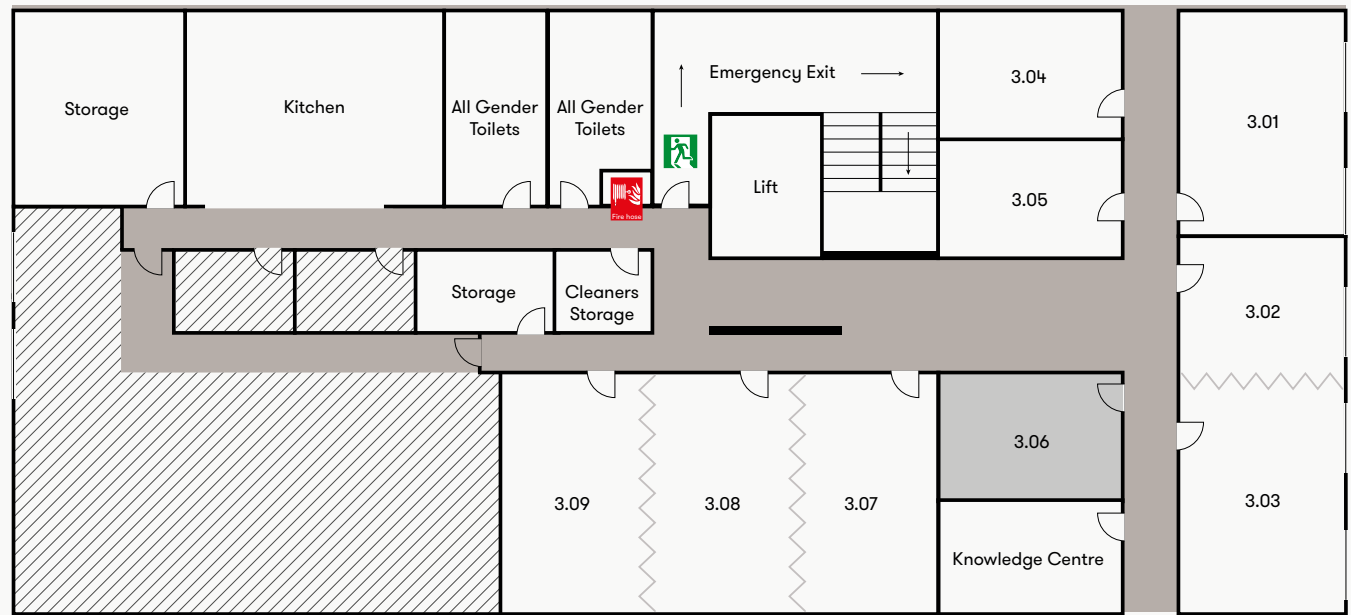 Emergency Exit
3.04
Storage
Kitchen
All Gender
Toilets
All Gender
Toilets
3.01
Lift
Fire hose
3.05
Storage
Cleaners
Storage
3.02
3.06
3.09
3.08
3.07
3.03
Knowledge Centre